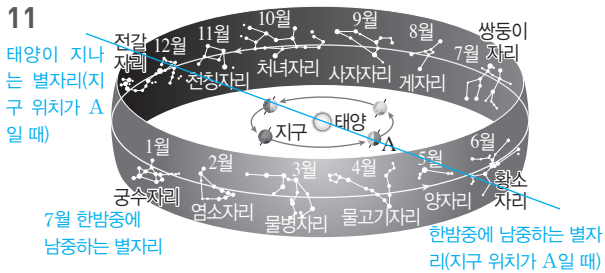 11
태양이 지나
는 별자리(지
구 위치가 A
일 때)
전갈
자리
12월
11월
천칭자리
10월
처녀자리
9월
사자자리
8월
게자리
7월
쌍둥이
자리
지구
태양
A
1월
궁수자리
2월
염소자리
3월
물병자리
4월
물고기자리
5월
양자리
6월
황소
자리
7월 한밤중에
남중하는 별자리
한밤중에 남중하는 별자
리(지구 위치가 A일 때)